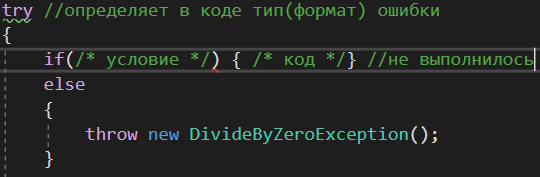 try //определяет в коде тип(формат) ошибки
{
if(/* условие */) { /* код */} //не выполнилось
else
{
throw new DivideByZeroException();
}